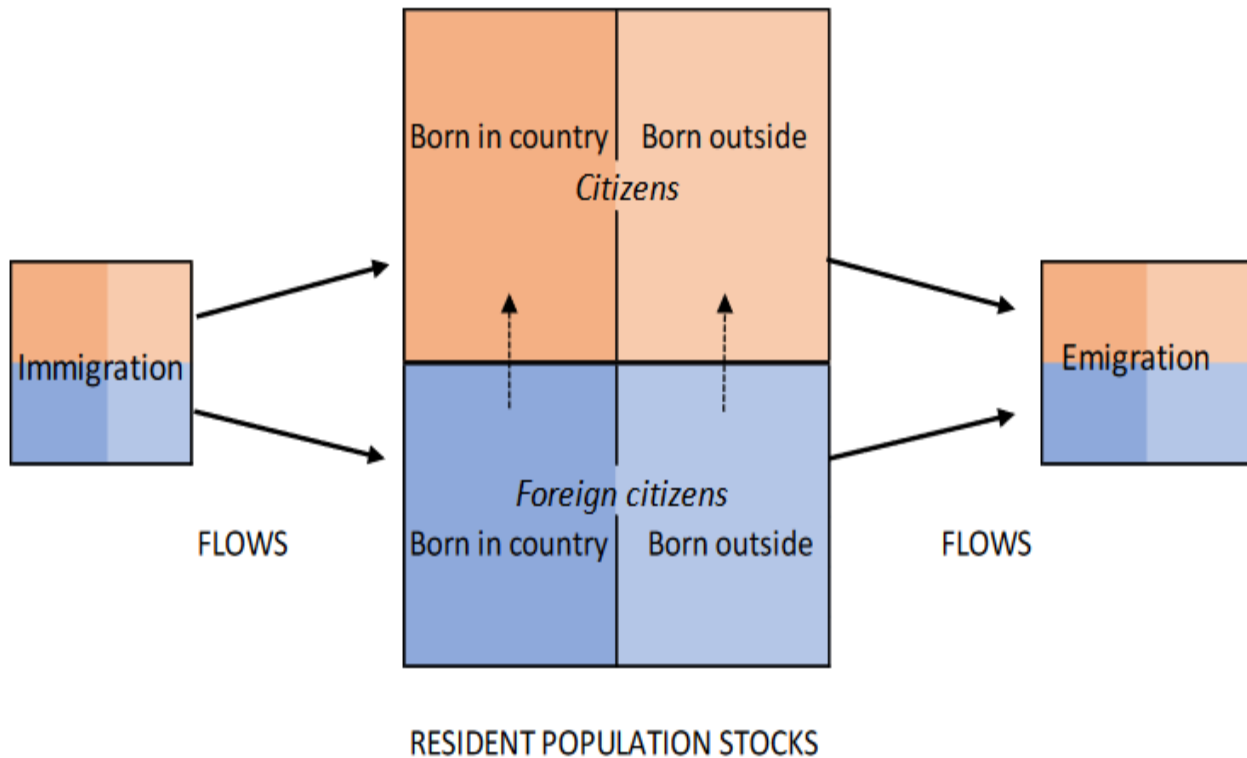 Born in country
Born outside
Citizens
Immigration
Emigration
Foreign citizens
Born in country
Born outside
FLOWS
FLOWS
RESIDENT POPULATION STOCKS